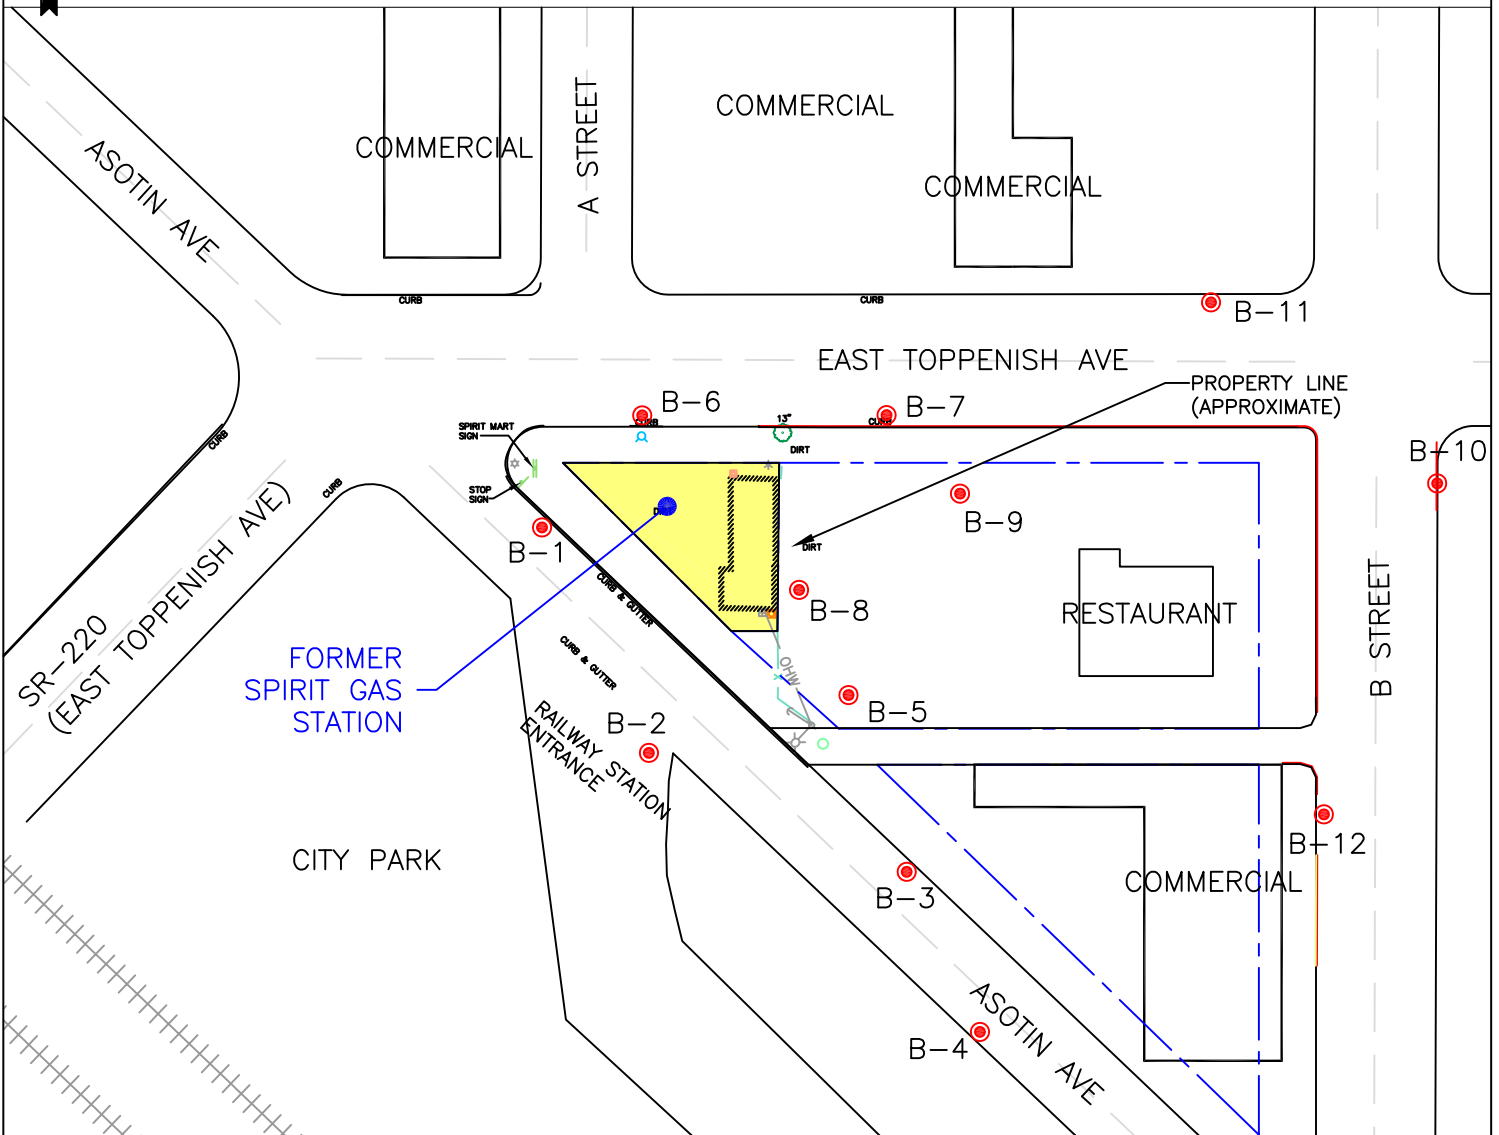 COMMERCIAL
A STREET
ASOTIN AVE
COMMERCIAL
COMMERCIAL
CURB
CURB
B-11
EAST TOPPENISH AVE
PROPERTY LINE
(APPROXIMATE)
B-6
B-7
CURB
13"
CURB
SPIRIT MART
SIGN
DIRT
CURB
B-10
STOP
SIGN
CURB
DIRT
B-9
B-1
DIRT
CURB & GUTTER
B-8
RESTAURANT
B STREET
SR-220
(EAST TOPPENISH AVE)
FORMER
SPIRIT GAS
STATION
CURB & GUTTER
OHW
B-5
B-2
RAILWAY STATION
ENTRANCE
B-12
CITY PARK
B-3
COMMERCIAL
ASOTIN AVE
B-4